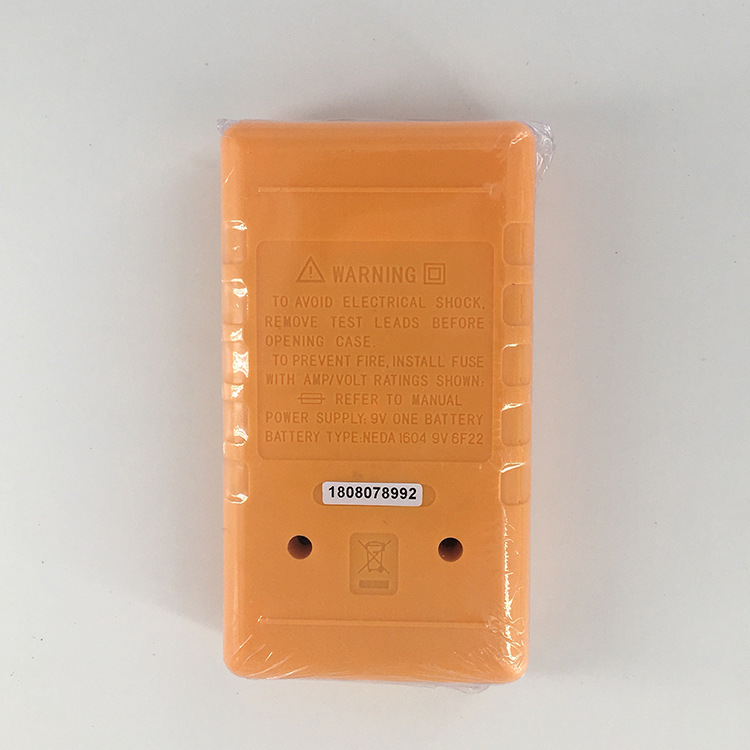 WARNING
TO AVOID ELECTRICAL SHOCK,
REMOVE TEST LEADS BEFORE
OPENING CASE.
TO PREVENT FIRE, INSTALL FUSE
WITH AMP/VOLT RATINGS SHOWN:
REFER TO MANUAL
POWER SUPPLY: 9V. ONE BATTERY
BATTERY TYPE:NEDA 1604 9V 6F22
1808078992